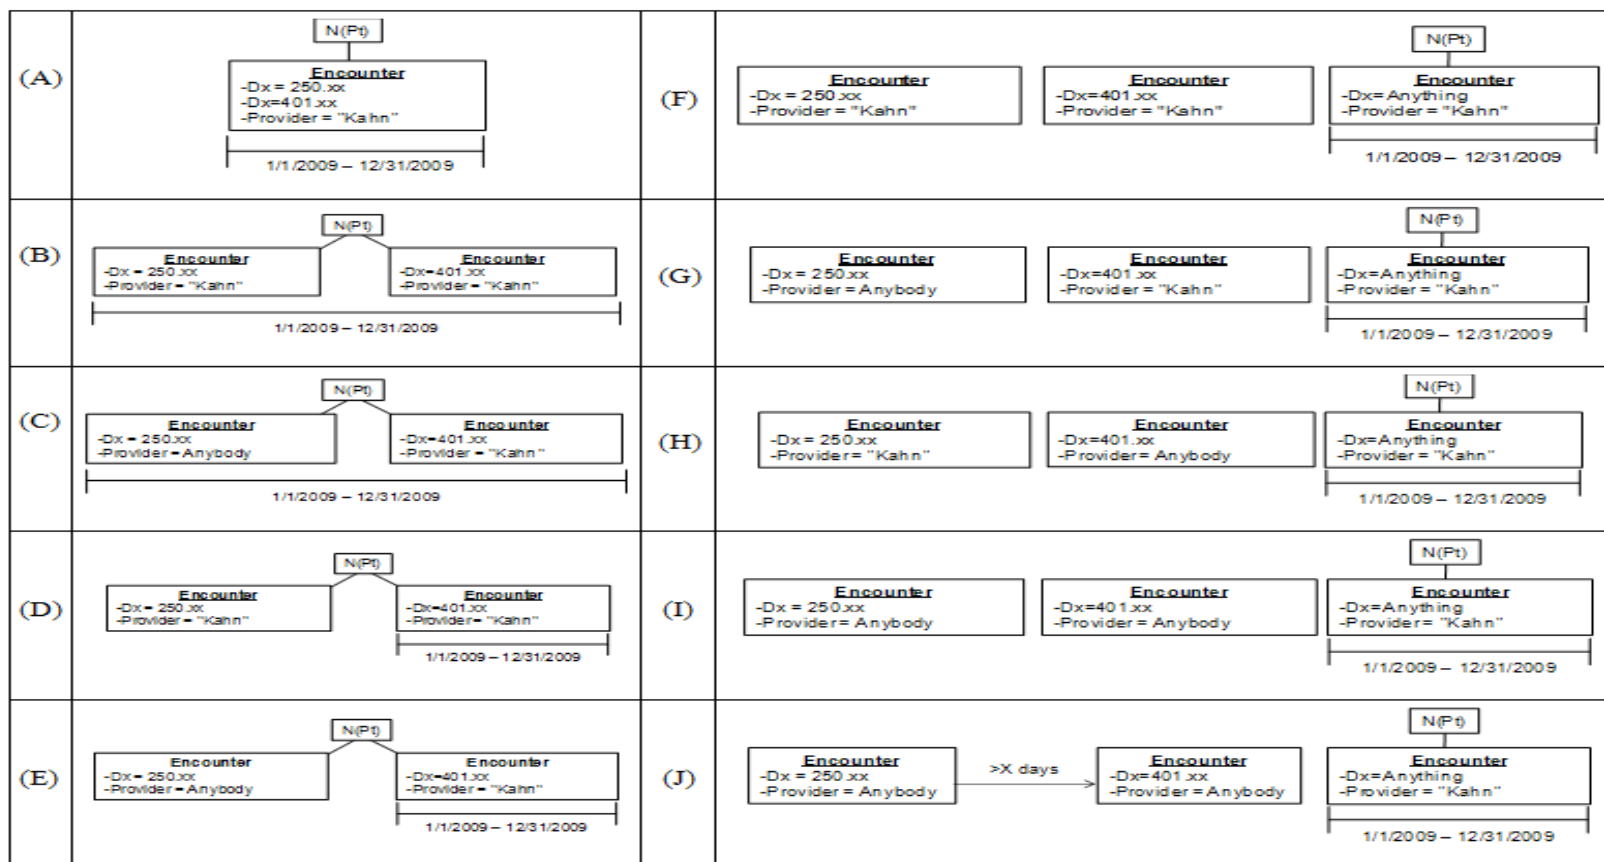 (A)
N(Pt)
Encounter
-Dx = 250.xx
-Dx=401.xx
-Provider = "Kahn"
1/1/2009 – 12/31/2009
(B)
N(Pt)
Encounter
-Dx = 250.xx
-Provider = "Kahn"
Encounter
-Dx=401.xx
-Provider = "Kahn"
1/1/2009 – 12/31/2009
(C)
N(Pt)
Encounter
-Dx = 250.xx
-Provider = Anybody
Encounter
-Dx=401.xx
-Provider = "Kahn"
1/1/2009 – 12/31/2009
(D)
N(Pt)
Encounter
-Dx = 250.xx
-Provider = "Kahn"
Encounter
-Dx=401.xx
-Provider = "Kahn"
1/1/2009 – 12/31/2009
(E)
N(Pt)
Encounter
-Dx = 250.xx
-Provider = Anybody
Encounter
-Dx=401.xx
-Provider = "Kahn"
1/1/2009 – 12/31/2009
(F)
Encounter
-Dx = 250.xx
-Provider = "Kahn"
Encounter
-Dx=401.xx
-Provider = "Kahn"
N(Pt)
Encounter
-Dx=Anything
-Provider = "Kahn"
1/1/2009 – 12/31/2009
(G)
Encounter
-Dx = 250.xx
-Provider = Anybody
Encounter
-Dx=401.xx
-Provider = "Kahn"
N(Pt)
Encounter
-Dx=Anything
-Provider = "Kahn"
1/1/2009 – 12/31/2009
(H)
Encounter
-Dx = 250.xx
-Provider = "Kahn"
Encounter
-Dx=401.xx
-Provider = Anybody
N(Pt)
Encounter
-Dx=Anything
-Provider = "Kahn"
1/1/2009 – 12/31/2009
(I)
Encounter
-Dx = 250.xx
-Provider = Anybody
Encounter
-Dx=401.xx
-Provider = Anybody
N(Pt)
Encounter
-Dx=Anything
-Provider = "Kahn"
1/1/2009 – 12/31/2009
(J)
Encounter
-Dx = 250.xx
-Provider = Anybody
>X days
Encounter
-Dx=401.xx
-Provider = Anybody
N(Pt)
Encounter
-Dx=Anything
-Provider = "Kahn"
1/1/2009 – 12/31/2009